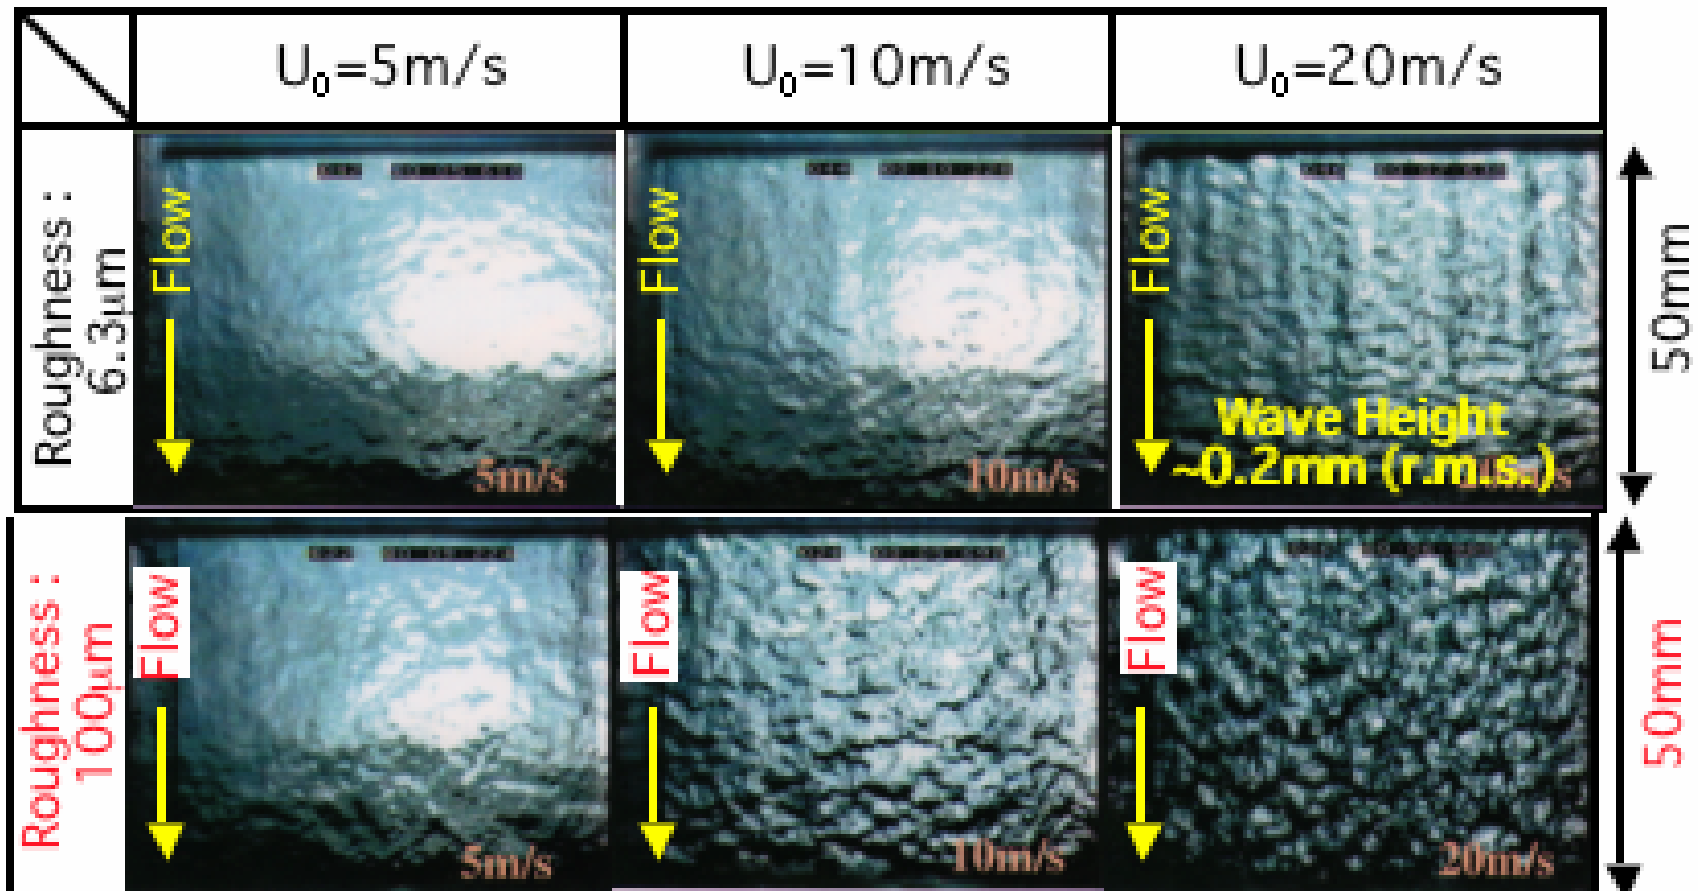 U₀=5m/s
U₀=10m/s
U₀=20m/s
Roughness :
6.3μm
Flow
5m/s
Flow
10m/s
Flow
Wave Height
~0.2mm (r.m.s.)
50mm
Roughness :
100μm
Flow
5m/s
Flow
10m/s
Flow
20m/s
50mm